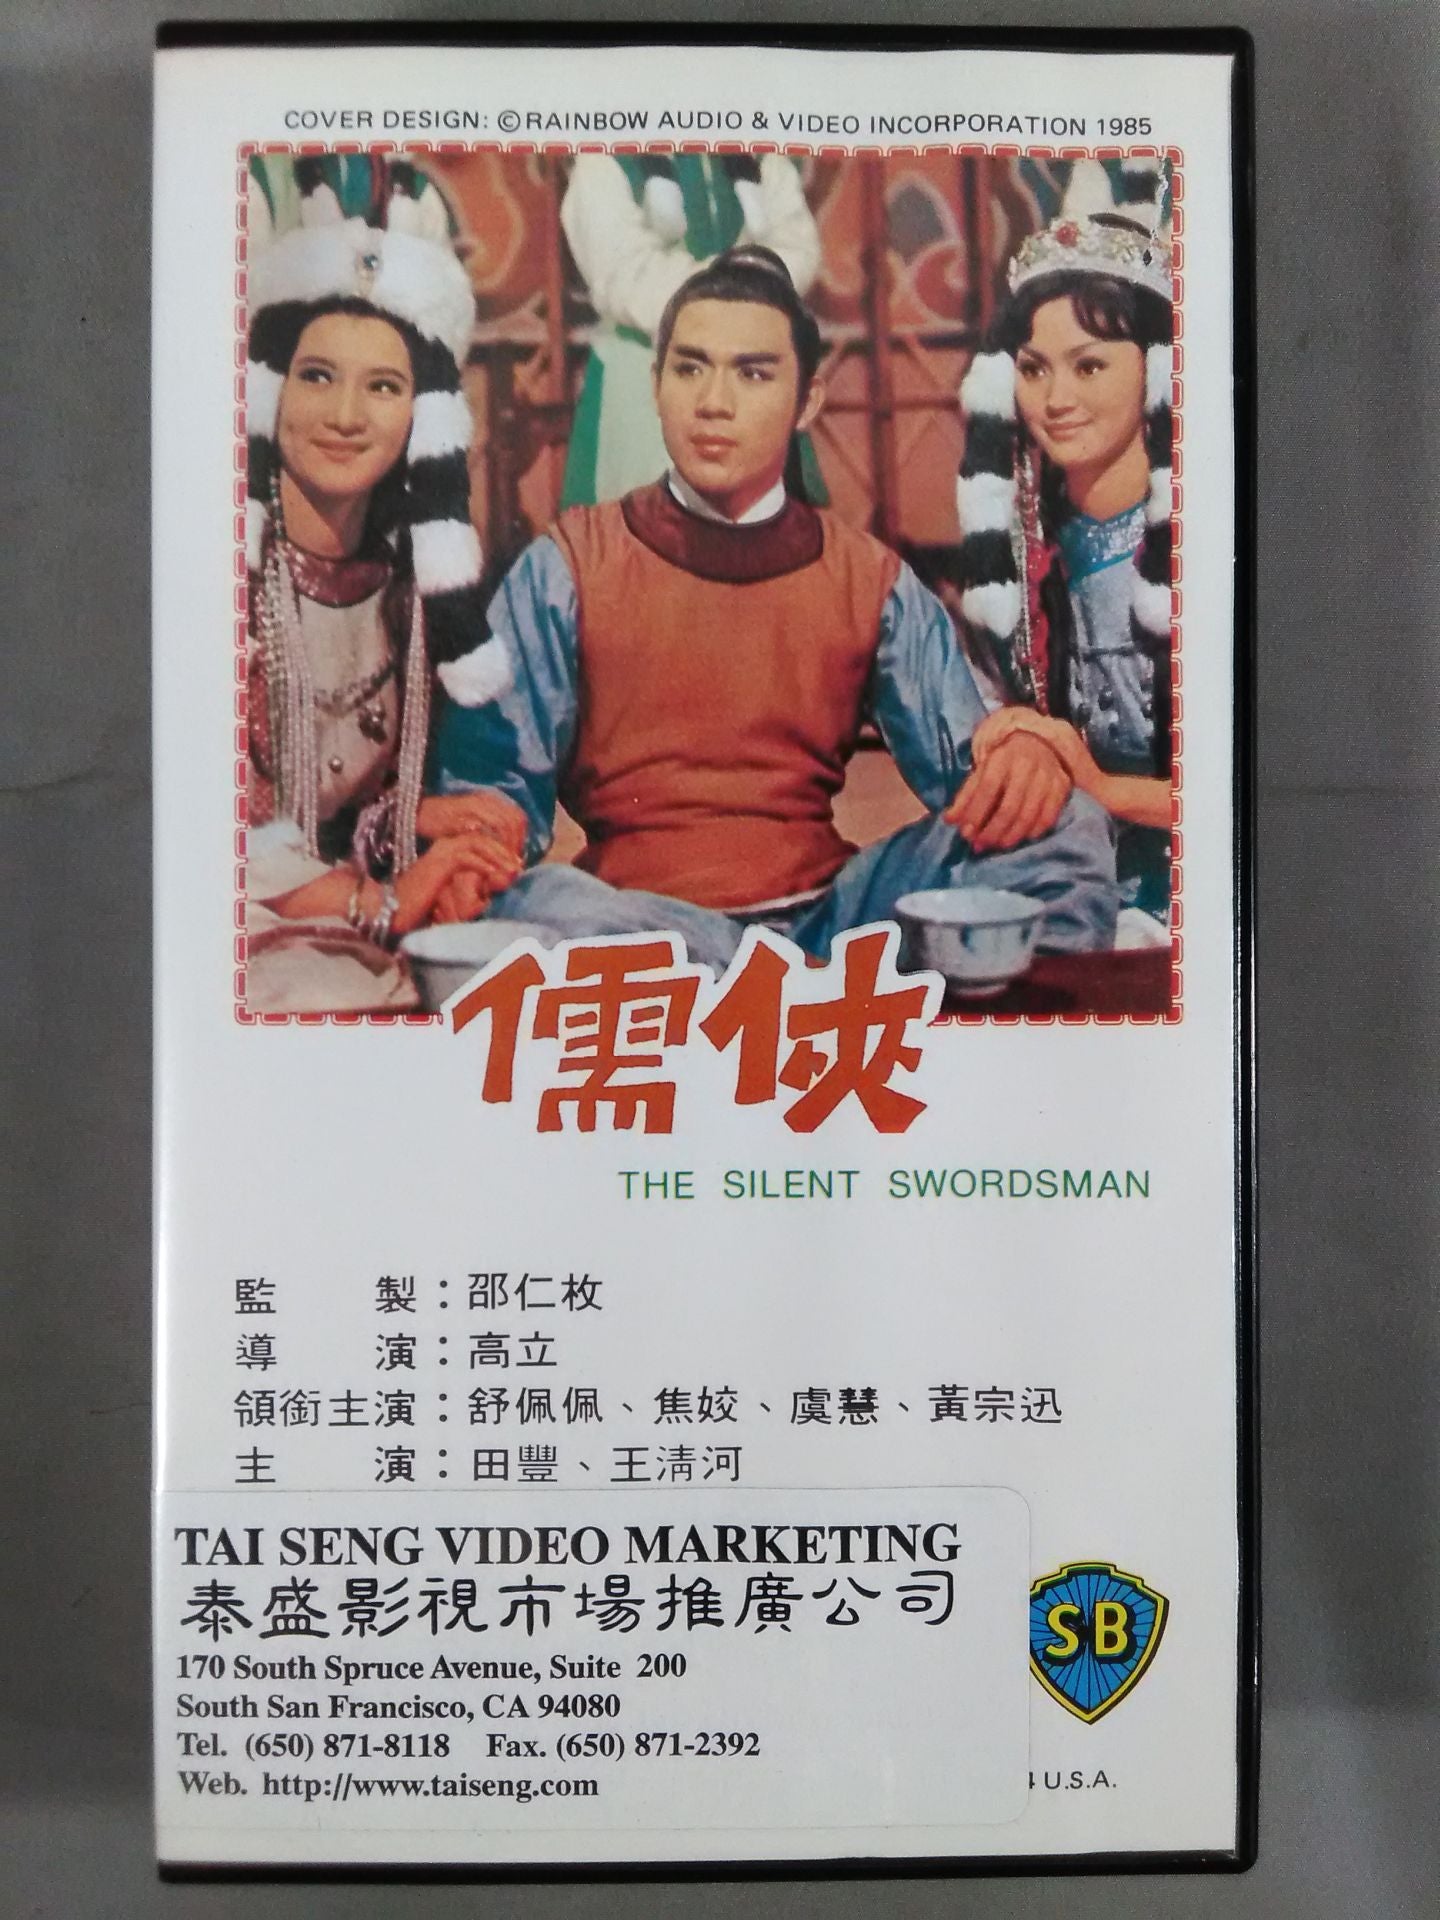 COVER DESIGN: ©RAINBOW AUDIO & VIDEO INCORPORATION 1985
儒俠
THE SILENT SWORDSMAN
監製：邵仁枚
導演：高立
領銜主演：舒佩佩、焦姣、虞慧、黃宗迅
主演：田豐、王清河
TAI SENG VIDEO MARKETING
泰盛影視市場推廣公司
170 South Spruce Avenue, Suite 200
South San Francisco, CA 94080
Tel. (650) 871-8118 Fax. (650) 871-2392
Web. http://www.taiseng.com
SB
4 U.S.A.